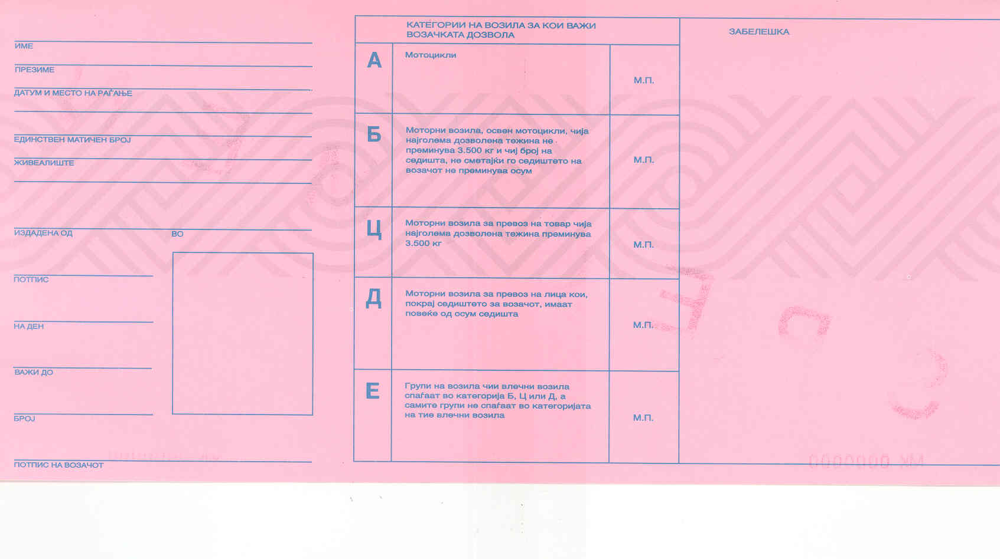 ИМЕ
ПРЕЗИМЕ
ДАТУМ И МЕСТО НА РАЃАЊЕ
ЕДИНСТВЕН МАТИЧЕН БРОЈ
ЖИВЕАЛИШТЕ
ИЗДАДЕНА ОД
ВО
ПОТПИС
НА ДЕН
ВАЖИ ДО
БРОЈ
ПОТПИС НА ВОЗАЧОТ
КАТЕГОРИИ НА ВОЗИЛА ЗА КОИ ВАЖИ
ВОЗАЧКАТА ДОЗВОЛА
А
Мотоцикли
М.П.
Б
Моторни возила, освен мотоцикли, чија
најголема дозволена тежина не
преминува 3.500 кг и чиј број на
седишта, не сметајќи го седиштето на
возачот не преминува осум
М.П.
Ц
Моторни возила за превоз на товар чија
најголема дозволена тежина преминува
3.500 кг
М.П.
Д
Моторни возила за превоз на лица кои,
покрај седиштето за возачот, имаат
повеќе од осум седишта
М.П.
Е
Групи на возила чии влечни возила
спаѓаат во категорија Б, Ц или Д, а
самите групи не спаѓаат во категоријата
на тие влечни возила
М.П.
ЗАБЕЛЕШКА
МК 0000000